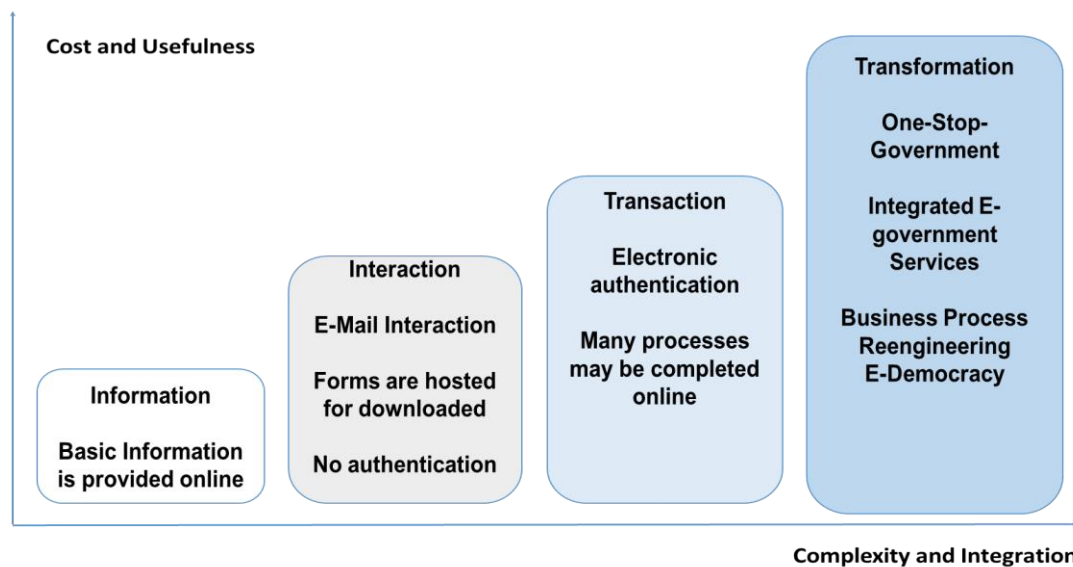 Cost and Usefulness
Information
Basic Information
is provided online
Interaction
E-Mail Interaction
Forms are hosted
for downloaded
No authentication
Transaction
Electronic
authentication
Many processes
may be completed
online
Transformation
One-Stop-
Government
Integrated E-
government
Services
Business Process
Reengineering
E-Democracy
Complexity and Integration